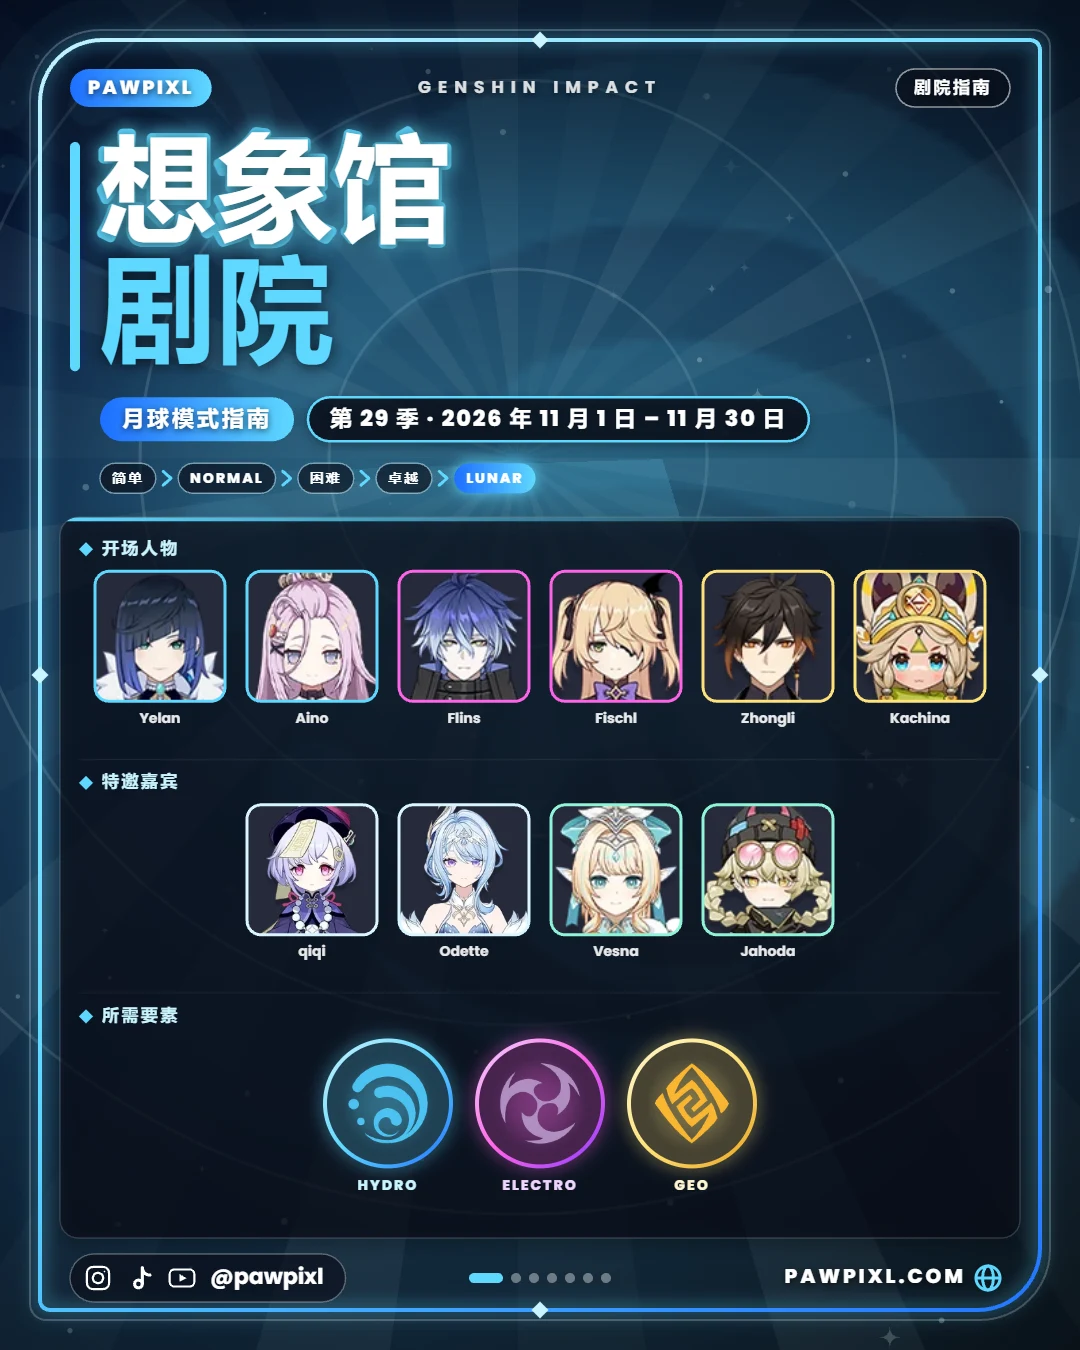 PAWPIXL
GENSHIN IMPACT
剧院指南
想象馆
剧院
月球模式指南
第 29 季 · 2026 年 11 月 1 日 – 11 月 30 日
简单 NORMAL 困难 卓越 LUNAR
开场人物
Yelan Aino Flins Fischl Zhongli Kachina
特邀嘉宾
qiqi Odette Vesna Jahoda
所需要素
HYDRO ELECTRO GEO
@pawpixl
PAWPIXL.COM